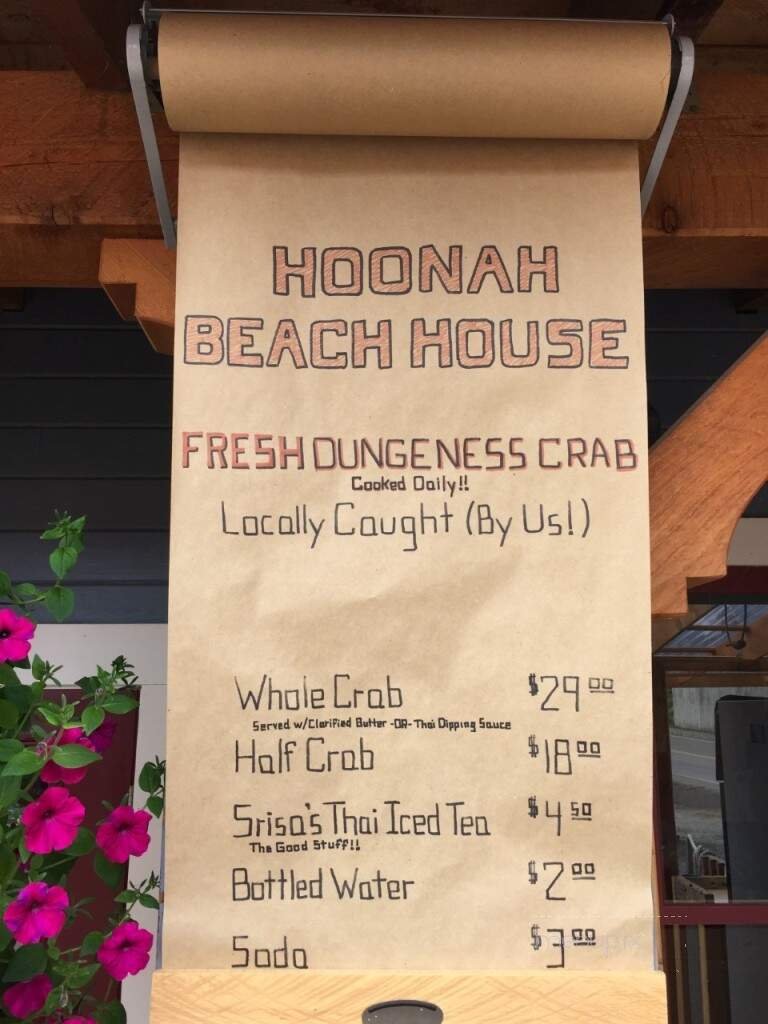 HOONAH
BEACH HOUSE
FRESH DUNGENESS CRAB
Cooked Daily!!
Locally Caught (By Us!)
Whole Crab $29.00
Served w/Clarified Butter -OR- Thai Dipping Sauce
Half Crab $18.00
Srisa's Thai Iced Tea $4.50
The Good Stuff!!
Bottled Water $2.00
Soda $3.00